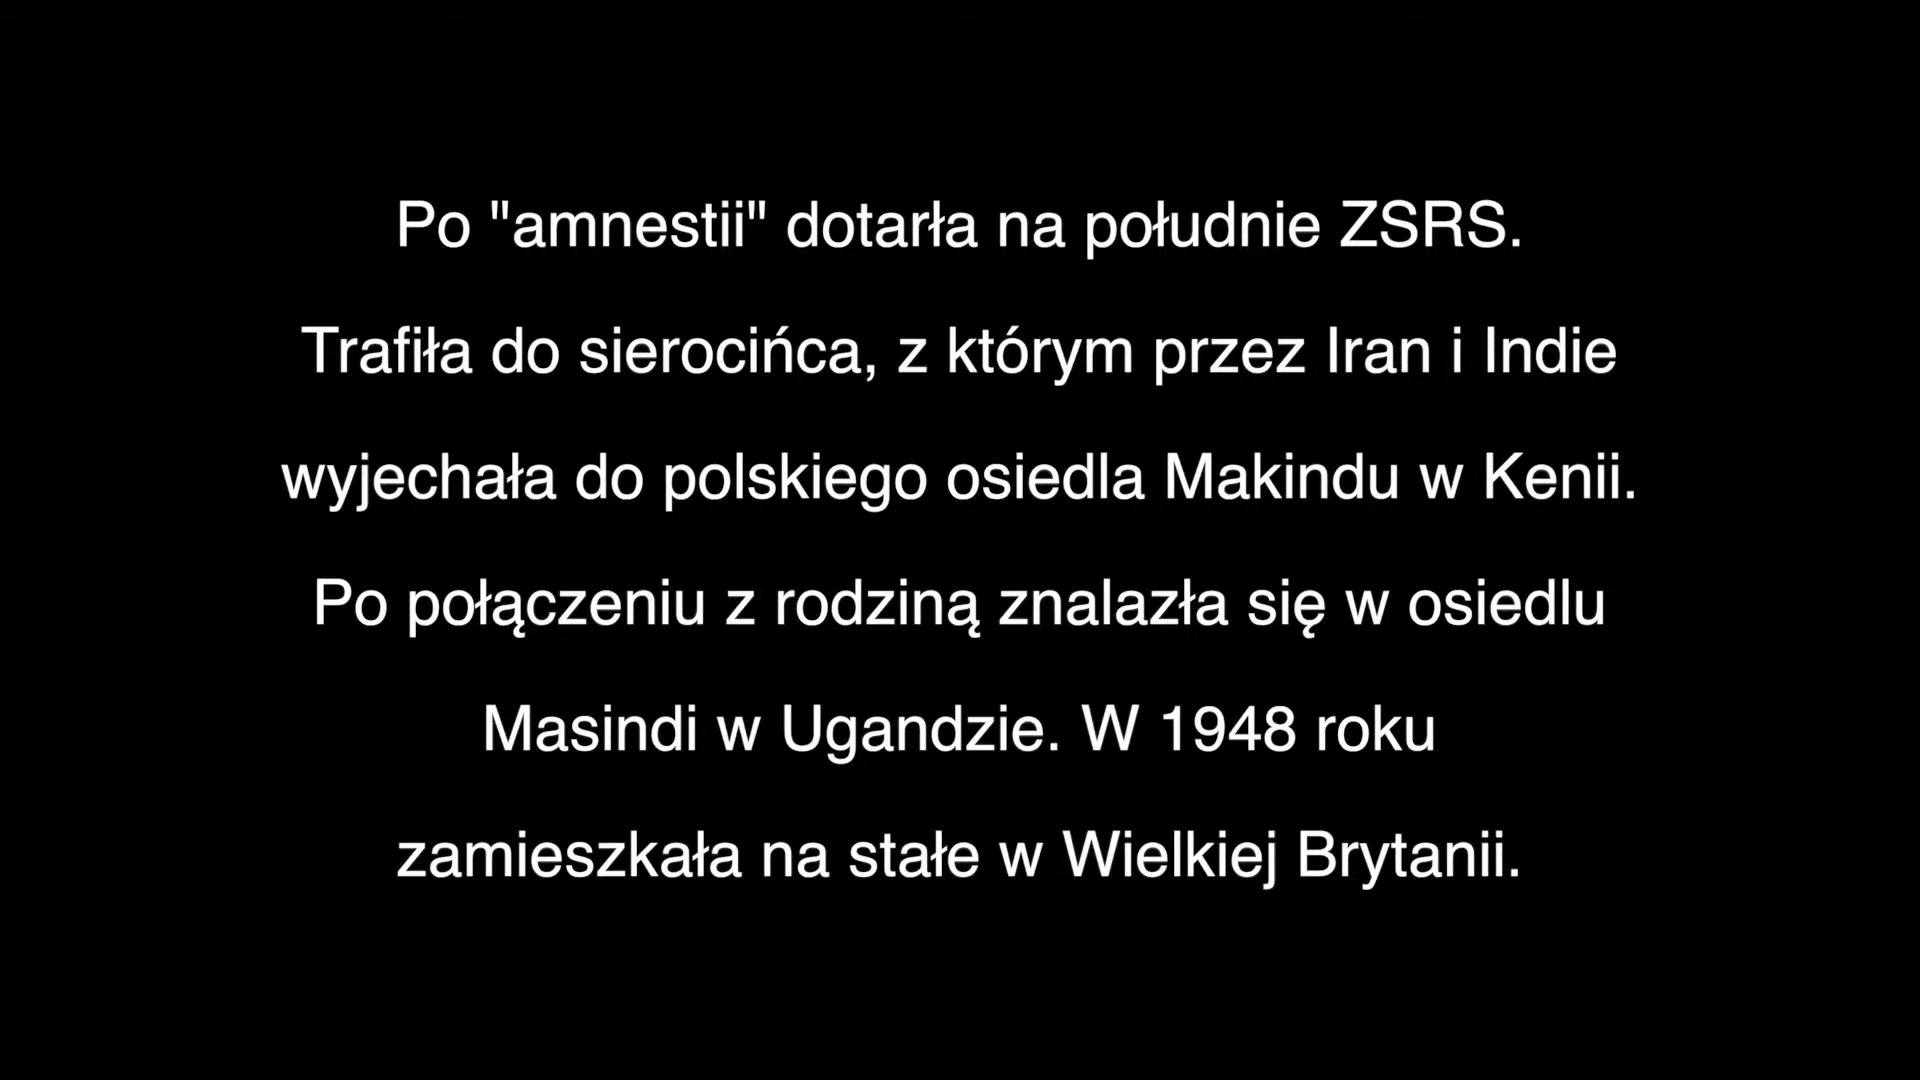 Po "amnestii" dotarła na południe ZSRS.
Trafiła do sierocińca, z którym przez Iran i Indie
wyjechała do polskiego osiedla Makindu w Kenii.
Po połączeniu z rodziną znalazła się w osiedlu
Masindi w Ugandzie. W 1948 roku
zamieszkała na stałe w Wielkiej Brytanii.